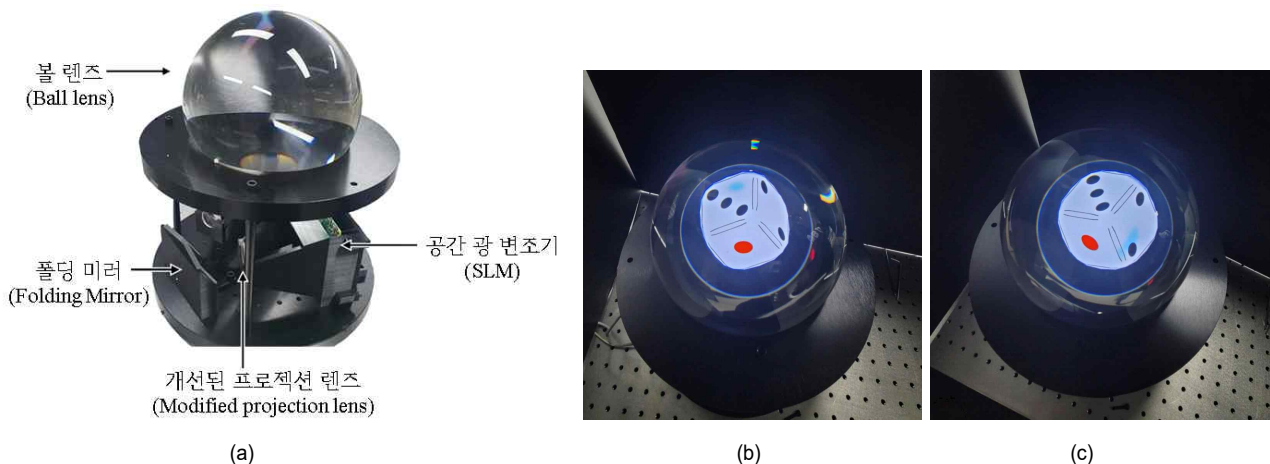 볼 렌즈
(Ball lens)
공간 광 변조기
(SLM)
폴딩 미러
(Folding Mirror)
개선된 프로젝션 렌즈
(Modified projection lens)
(a)
(b)
(c)